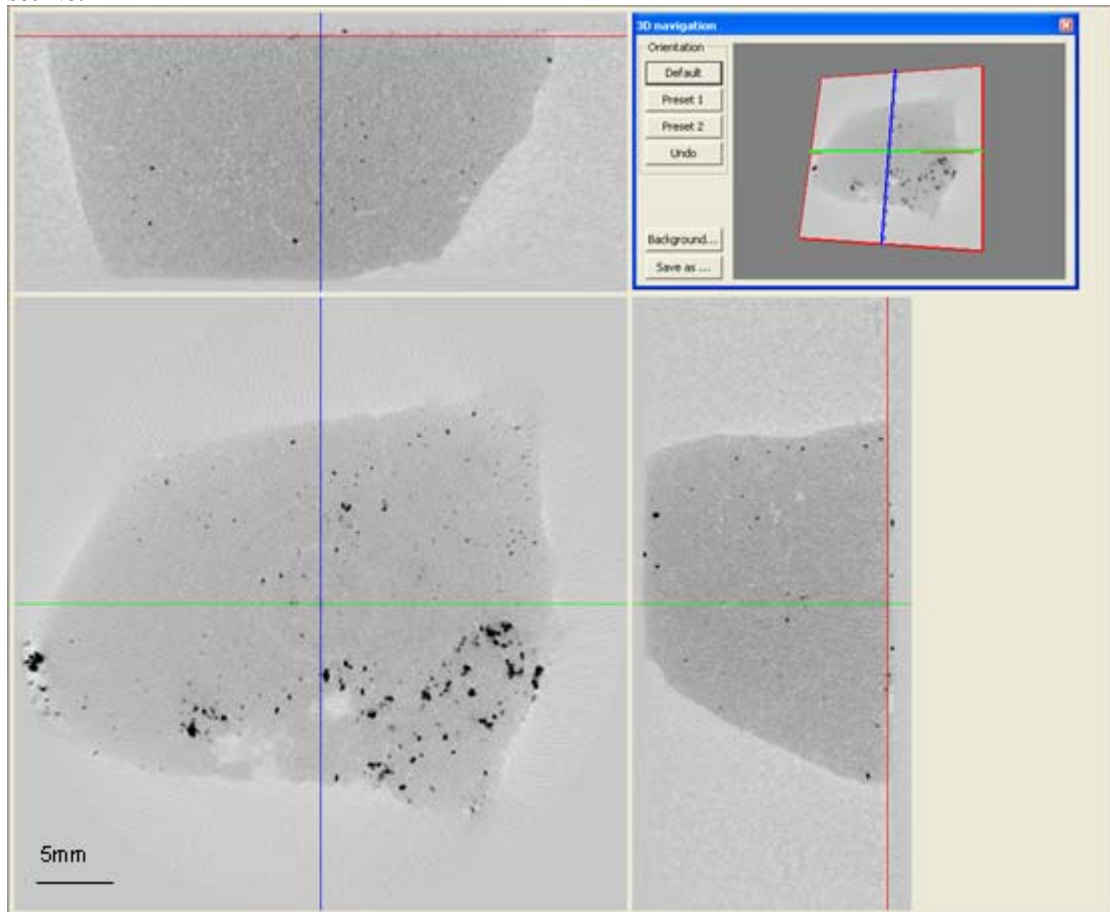 3D navigation
Orientation
Default
Preset 1
Preset 2
Undo
Background...
Save as ...
5mm